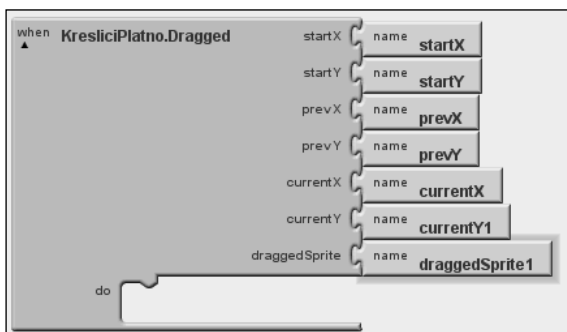 when KresliciPlatno.Dragged startX name startX
startY name startY
prevX name prevX
prevY name prevY
currentX name currentX
currentY name currentY1
draggedSprite name draggedSprite1
do